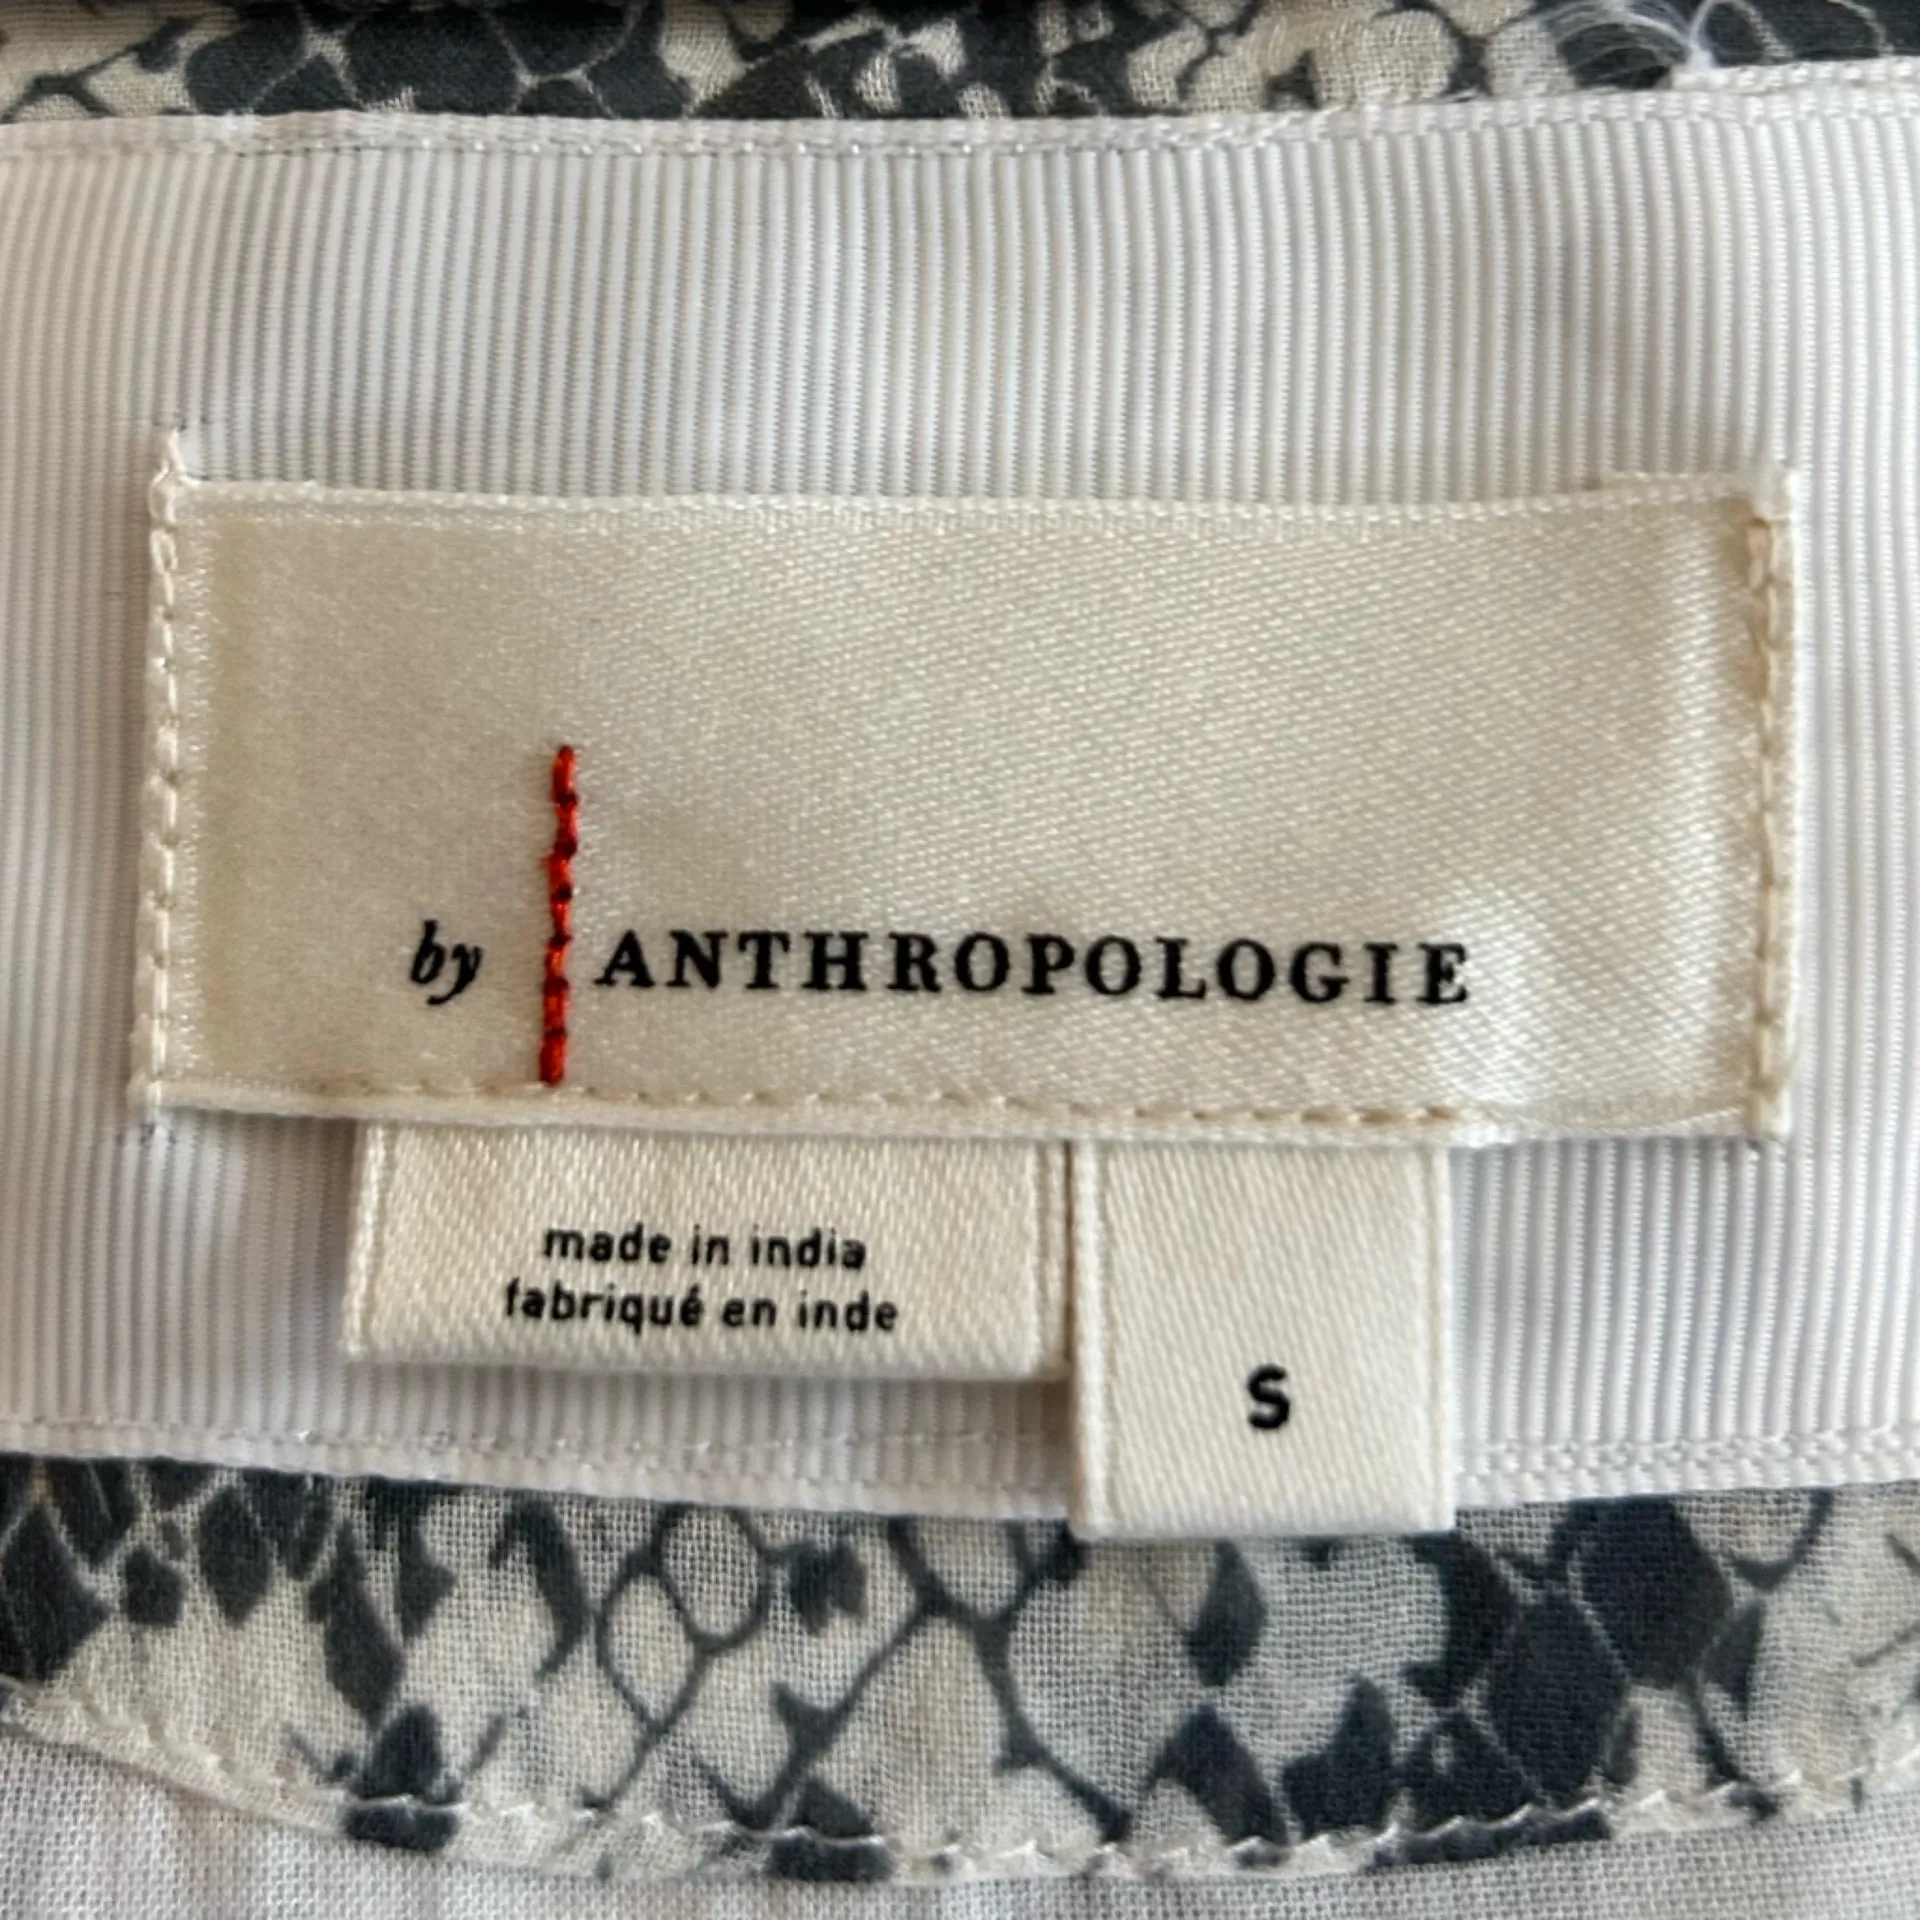 by ANTHROPOLOGIE
made in india
fabriqué en inde
S